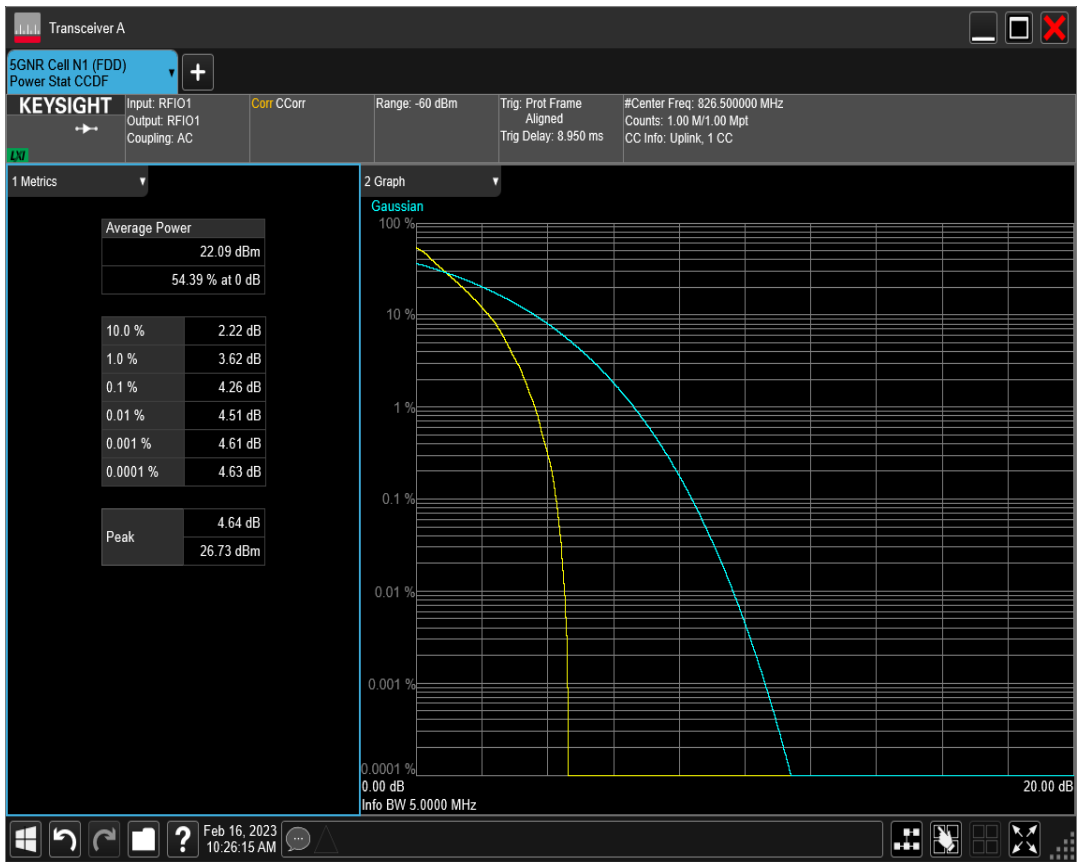 Transceiver A
5GNR Cell N1 (FDD)
Power Stat CCDF
+
KEYSIGHT
LXI
Input: RFIO1
Output: RFIO1
Coupling: AC
Corr CCorr
Range: -60 dBm
Trig: Prot Frame
Aligned
Trig Delay: 8.950 ms
#Center Freq: 826.500000 MHz
Counts: 1.00 M/1.00 Mpt
CC Info: Uplink, 1 CC
1 Metrics
Average Power
22.09 dBm
54.39 % at 0 dB
10.0 % 2.22 dB
1.0 % 3.62 dB
0.1 % 4.26 dB
0.01 % 4.51 dB
0.001 % 4.61 dB
0.0001 % 4.63 dB
Peak
4.64 dB
26.73 dBm
2 Graph
Gaussian
100 %
10 %
1 %
0.1 %
0.01 %
0.001 %
0.0001 %
0.00 dB 20.00 dB
Info BW 5.0000 MHz
?
Feb 16, 2023
10:26:15 AM